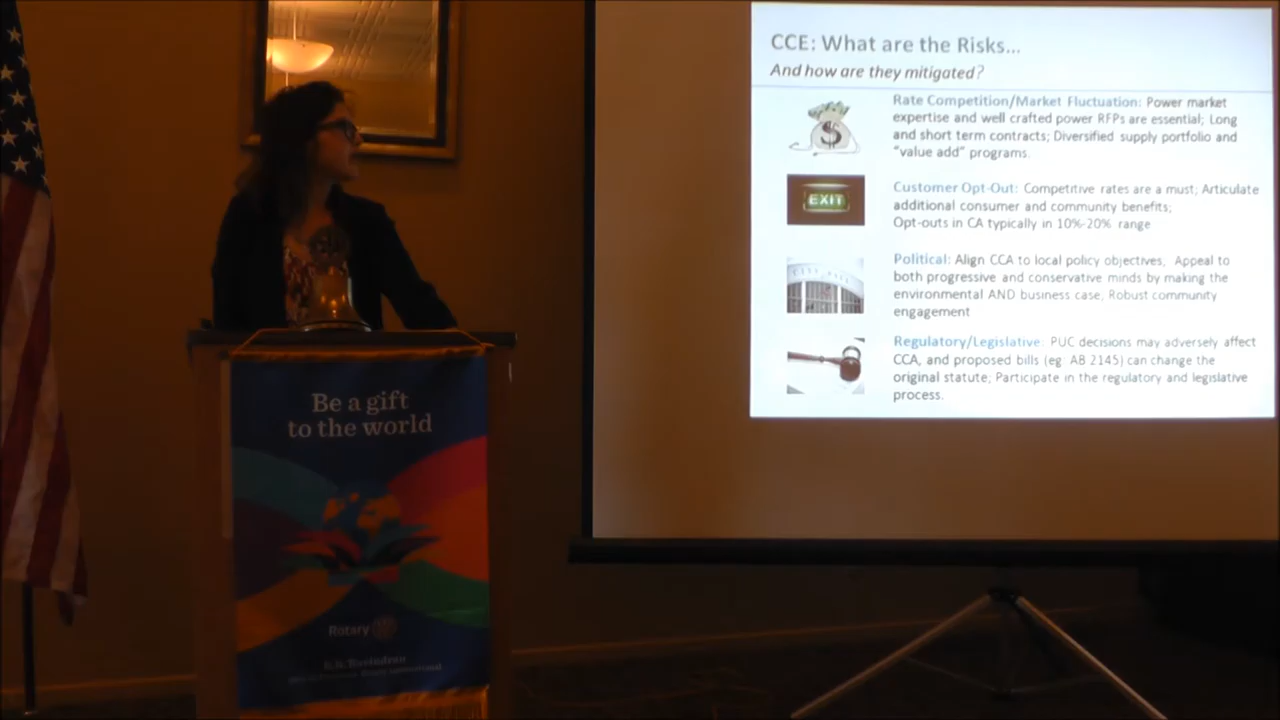 CCE: What are the Risks...
And how are they mitigated?
Rate Competition/Market Fluctuation: Power market
expertise and well crafted power RFPs are essential; Long
and short term contracts; Diversified supply portfolio and
"value add" programs.
EXIT
Customer Opt-Out: Competitive rates are a must; Articulate
additional consumer and community benefits;
Opt-outs in CA typically in 10%-20% range
CITY HALL
Political: Align CCA to local policy objectives, Appeal to
both progressive and conservative minds by making the
environmental AND business case, Robust community
engagement
Regulatory/Legislative: PUC decisions may adversely affect
CCA, and proposed bills (eg AB 2145) can change the
original statute; Participate in the regulatory and legislative
process.
Be a gift
to the world
Rotary
K.R. Ravindran